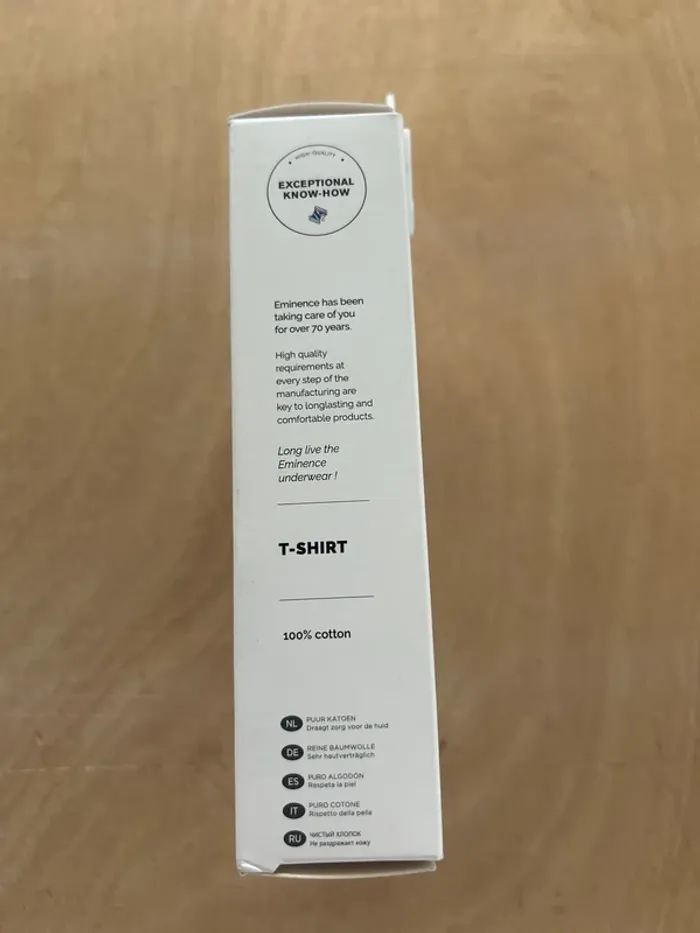 HIGH-QUALITY
EXCEPTIONAL
KNOW-HOW
Eminence has been
taking care of you
for over 70 years.
High quality
requirements at
every step of the
manufacturing are
key to longlasting and
comfortable products.
Long live the
Eminence
underwear !
T-SHIRT
100% cotton
NL PUUR KATOEN
Draagt zorg voor de huid
DE REINE BAUMWOLLE
Sehr hautverträglich
ES PURO ALGODÓN
Respeta la piel
IT PURO COTONE
Rispetto della pelle
RU ЧИСТЫЙ ХЛОПОК
Не раздражает кожу